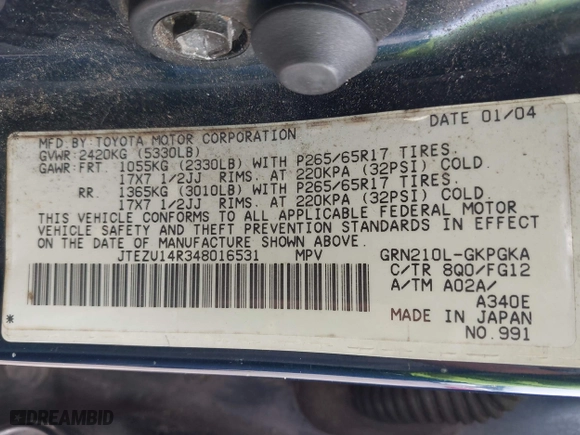 DATE 01/04
MFD.BY:TOYOTA MOTOR CORPORATION
GVWR:2420KG (5330LB)
GAWR:FRT. 1055KG (2330LB) WITH P265/65R17 TIRES.
17X7 1/2JJ RIMS. AT 220KPA (32PSI) COLD.
RR. 1365KG (3010LB) WITH P265/65R17 TIRES.
17X7 1/2JJ RIMS. AT 220KPA (32PSI) COLD.
THIS VEHICLE CONFORMS TO ALL APPLICABLE FEDERAL MOTOR
VEHICLE SAFETY AND THEFT PREVENTION STANDARDS IN EFFECT
ON THE DATE OF MANUFACTURE SHOWN ABOVE.
JTEZU14R348016531 MPV GRN210L-GKPGKA
C/TR 8Q0/FG12
A/TM A02A/
A340E
MADE IN JAPAN
NO.991
DREAMBID